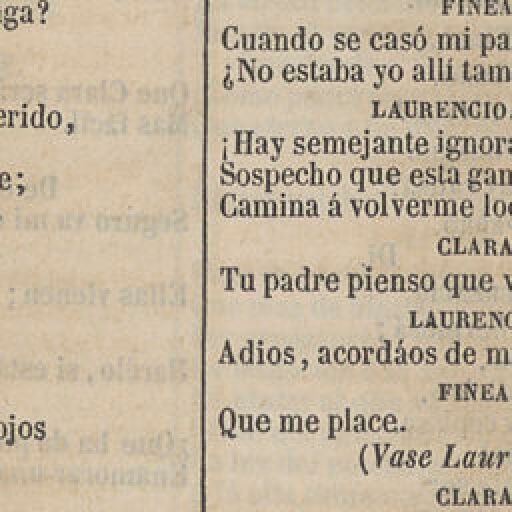 aga?
erido,
e;
ojos
FINEA
Cuando se casó mi pa
¿No estaba yo allí tam
LAURENCIO.
¡Hay semejante ignora
Sospecho que esta gan
Camina á volverme loc
CLARA
Tu padre pienso que v
LAURENC
Adios, acordáos de m
FINEA
Que me place.
(Vase Laur
CLARA